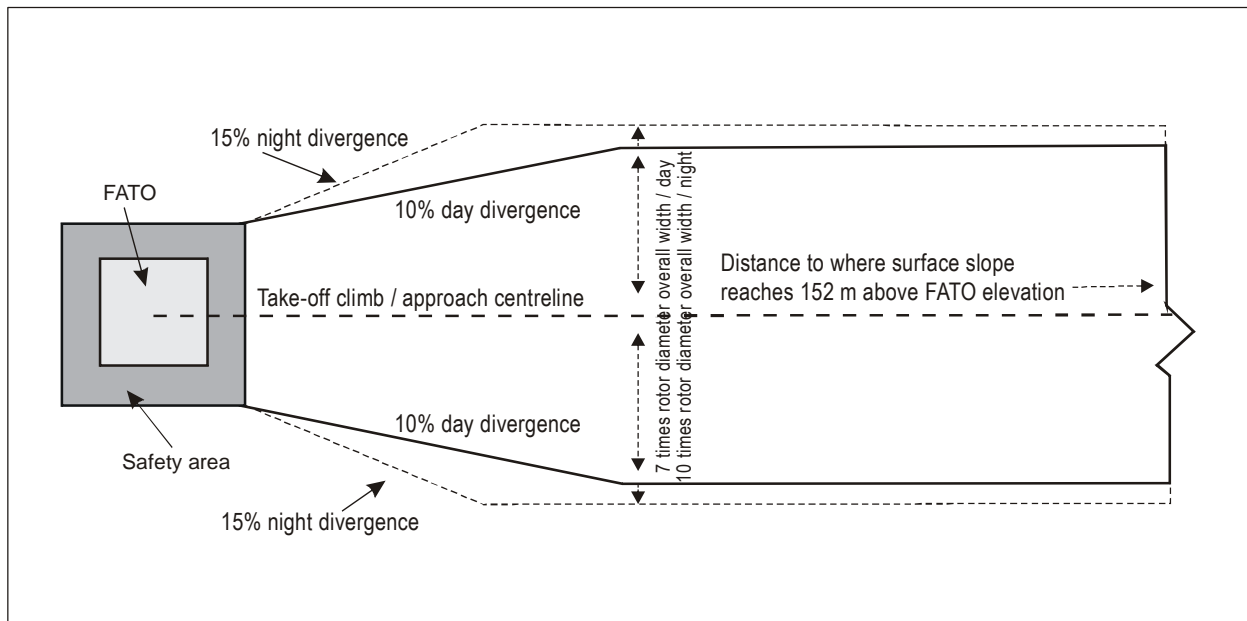 15% night divergence
FATO
10% day divergence
7 times rotor diameter overall width / day
10 times rotor diameter overall width / night
Distance to where surface slope
reaches 152 m above FATO elevation
Take-off climb / approach centreline
10% day divergence
Safety area
15% night divergence